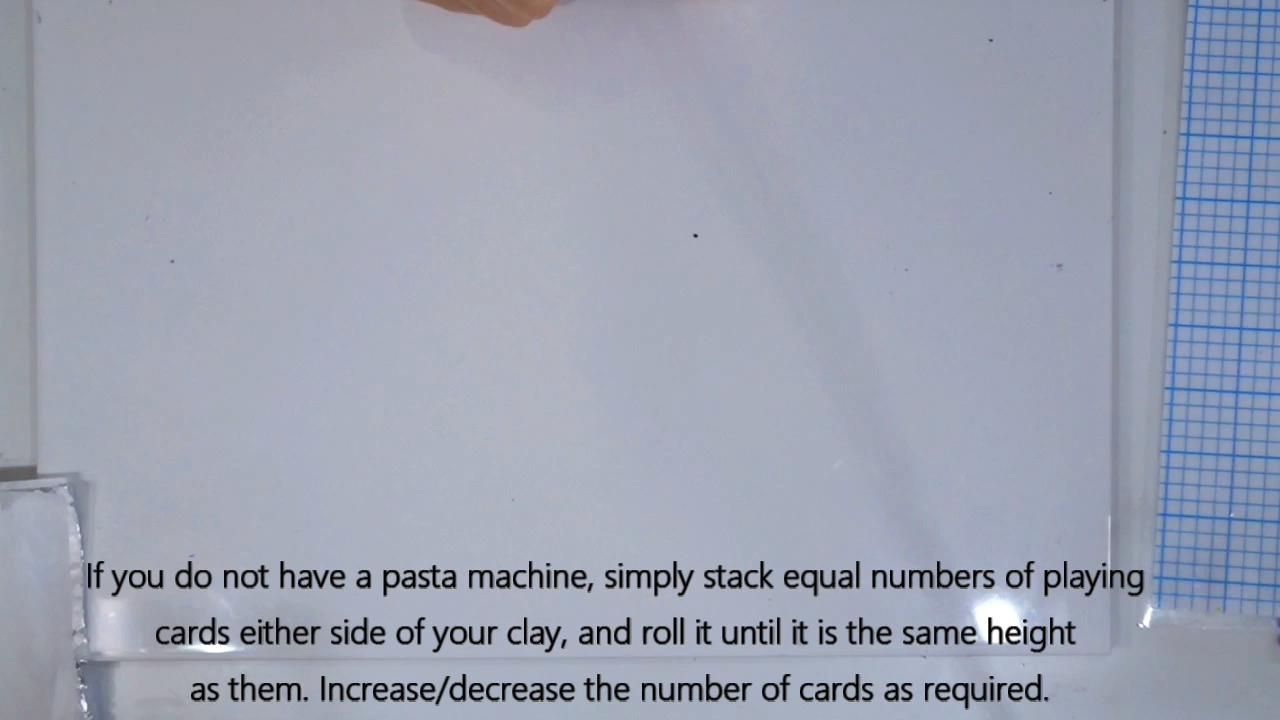 If you do not have a pasta machine, simply stack equal numbers of playing
cards either side of your clay, and roll it until it is the same height
as them. Increase/decrease the number of cards as required.